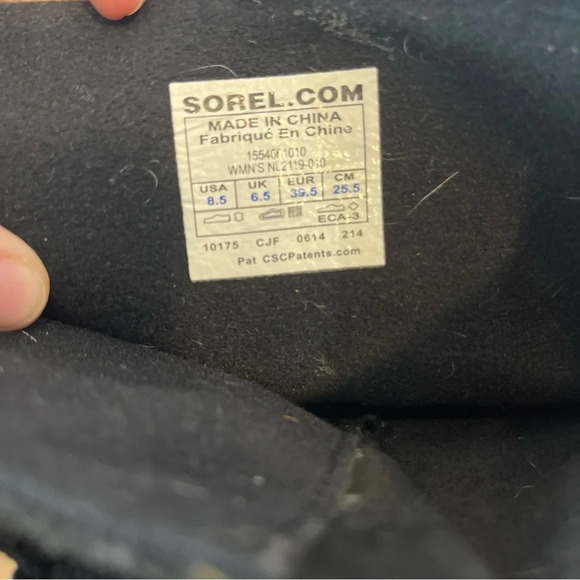 SOREL.COM
MADE IN CHINA
Fabriqué En Chine
WMN'S NL2119-010
USA UK EUR CM
8.5 6.5 39.5 25.5
ECA-3
10175 CJF 0614 214
Pat CSCPatents.com